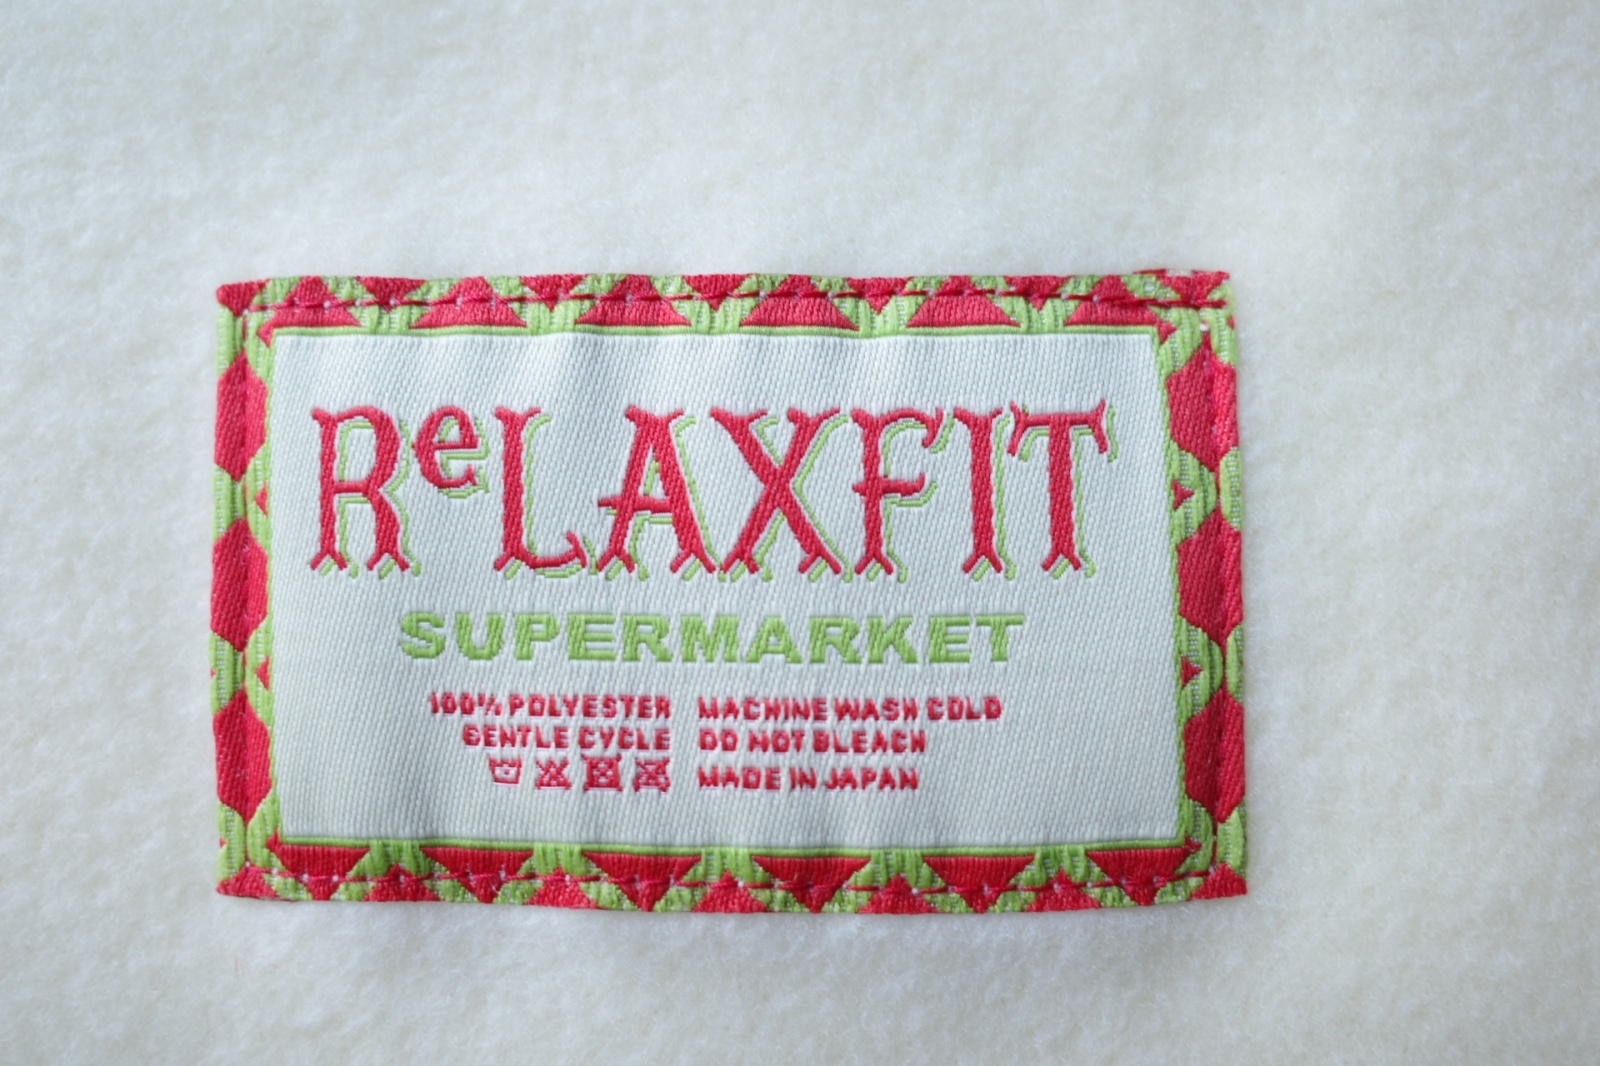 ReLAXFIT
SUPERMARKET
100% POLYESTER MACHINE WASH COLD
GENTLE CYCLE DO NOT BLEACH
MADE IN JAPAN